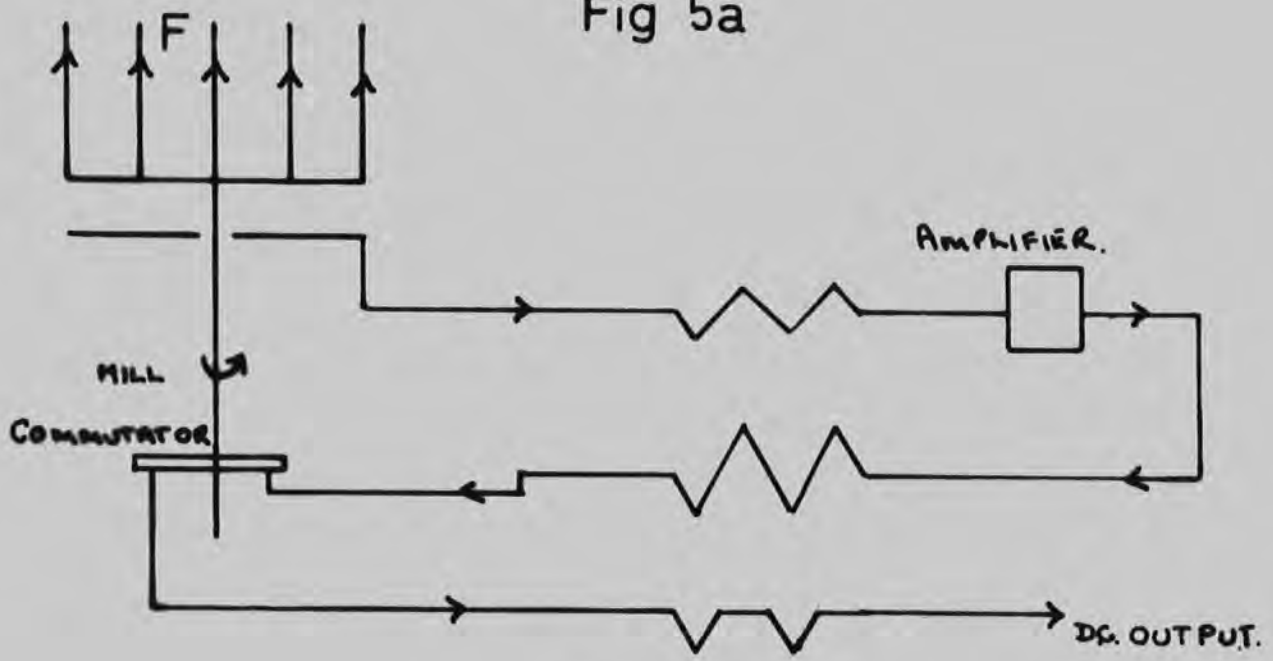 Fig 5a
F
AMPLIFIER.
MILL
COMMUTATOR
DC. OUTPUT.